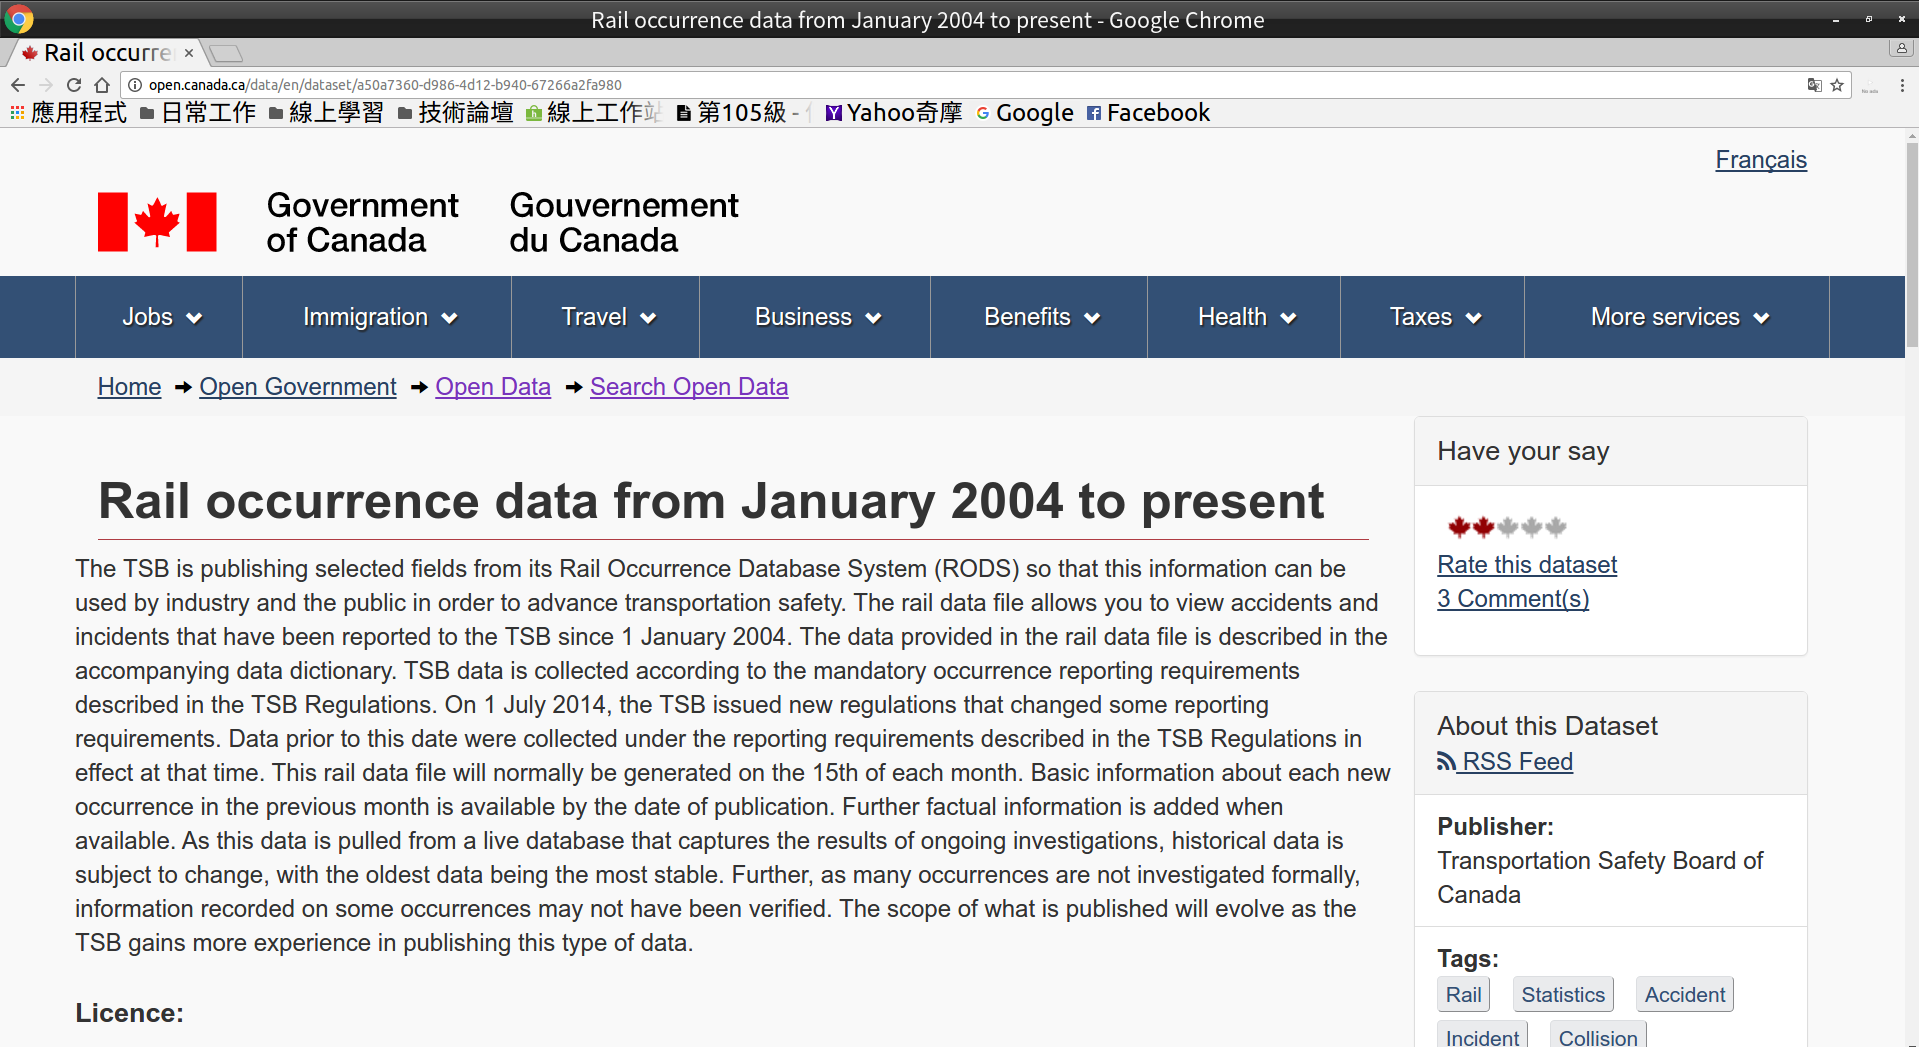 Rail occurrence data from January 2004 to present - Google Chrome
Rail occurre
open.canada.ca/data/en/dataset/a50a7360-d986-4d12-b940-67266a2fa980
應用程式 日常工作 線上學習 技術論壇 線上工作站 第105級 - Yahoo奇摩 Google Facebook
Français
Government of Canada
Gouvernement du Canada
Jobs Immigration Travel Business Benefits Health Taxes More services
Home Open Government Open Data Search Open Data
Rail occurrence data from January 2004 to present
The TSB is publishing selected fields from its Rail Occurrence Database System (RODS) so that this information can be
used by industry and the public in order to advance transportation safety. The rail data file allows you to view accidents and
incidents that have been reported to the TSB since 1 January 2004. The data provided in the rail data file is described in the
accompanying data dictionary. TSB data is collected according to the mandatory occurrence reporting requirements
described in the TSB Regulations. On 1 July 2014, the TSB issued new regulations that changed some reporting
requirements. Data prior to this date were collected under the reporting requirements described in the TSB Regulations in
effect at that time. This rail data file will normally be generated on the 15th of each month. Basic information about each new
occurrence in the previous month is available by the date of publication. Further factual information is added when
available. As this data is pulled from a live database that captures the results of ongoing investigations, historical data is
subject to change, with the oldest data being the most stable. Further, as many occurrences are not investigated formally,
information recorded on some occurrences may not have been verified. The scope of what is published will evolve as the
TSB gains more experience in publishing this type of data.
Licence:
Have your say
Rate this dataset
3 Comment(s)
About this Dataset
RSS Feed
Publisher:
Transportation Safety Board of
Canada
Tags:
Rail Statistics Accident
Incident Collision